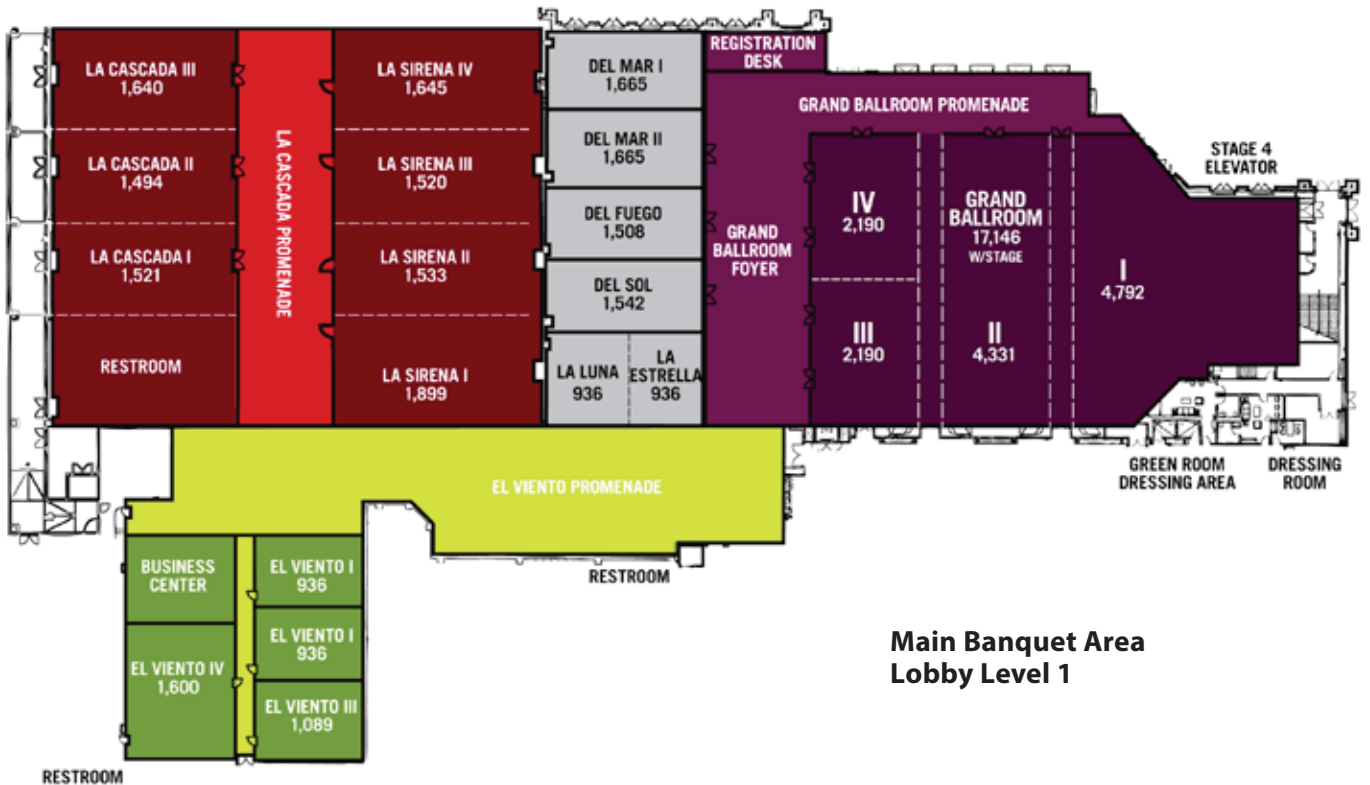 LA CASCADA III
1,640
LA CASCADA II
1,494
LA CASCADA I
1,521
RESTROOM
LA CASCADA PROMENADE
LA SIRENA IV
1,645
LA SIRENA III
1,520
LA SIRENA II
1,533
LA SIRENA I
1,899
DEL MAR I
1,665
DEL MAR II
1,665
DEL FUEGO
1,508
DEL SOL
1,542
LA LUNA
936
LA
ESTRELLA
936
REGISTRATION
DESK
GRAND BALLROOM PROMENADE
GRAND
BALLROOM
FOYER
IV
2,190
III
2,190
GRAND
BALLROOM
17,146
W/STAGE
II
4,331
I
4,792
STAGE 4
ELEVATOR
GREEN ROOM
DRESSING AREA
DRESSING
ROOM
EL VIENTO PROMENADE
RESTROOM
BUSINESS
CENTER
EL VIENTO I
936
EL VIENTO I
936
EL VIENTO IV
1,600
EL VIENTO III
1,089
RESTROOM
Main Banquet Area
Lobby Level 1